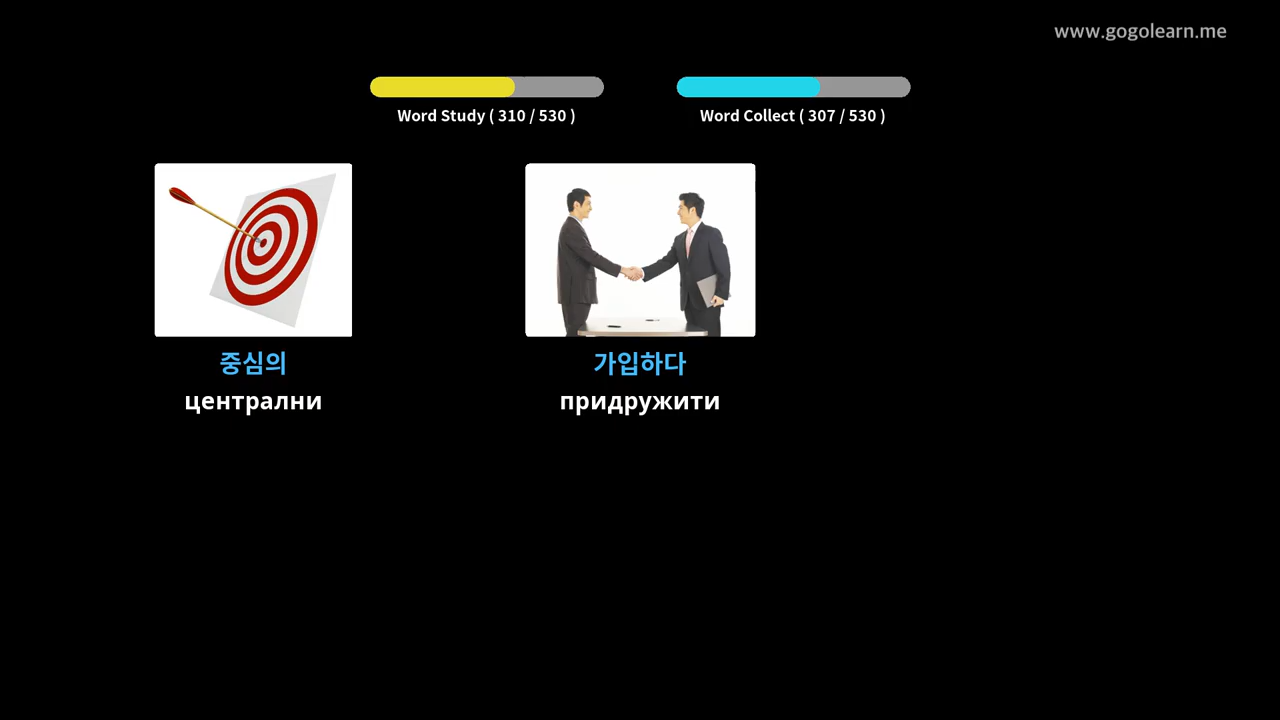 www.gogolearn.me
Word Study ( 310 / 530 )
Word Collect ( 307 / 530 )
중심의
централни
가입하다
придружити